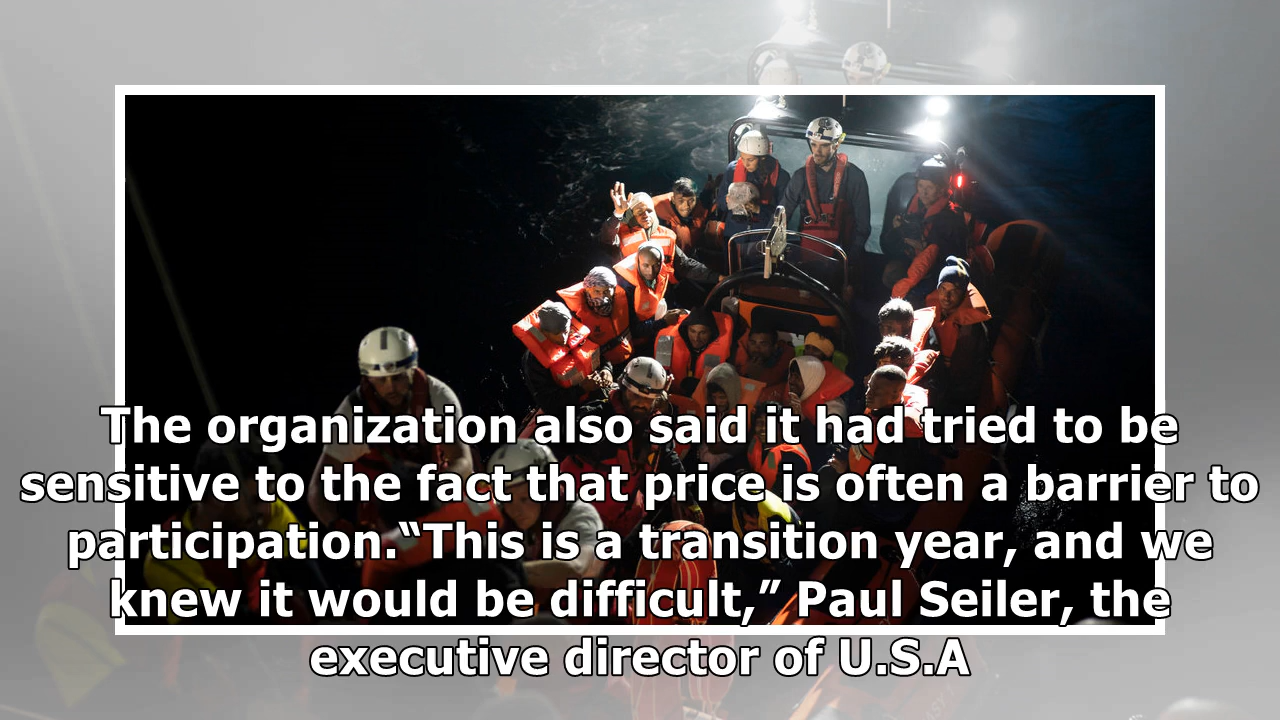 The organization also said it had tried to be
sensitive to the fact that price is often a barrier to
participation.“This is a transition year, and we
knew it would be difficult,” Paul Seiler, the
executive director of U.S.A